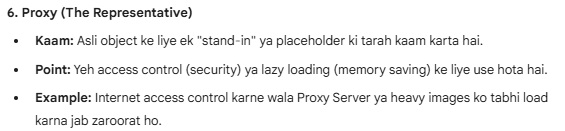 6. Proxy (The Representative)
• Kaam: Asli object ke liye ek "stand-in" ya placeholder ki tarah kaam karta hai.
• Point: Yeh access control (security) ya lazy loading (memory saving) ke liye use hota hai.
• Example: Internet access control karne wala Proxy Server ya heavy images ko tabhi load
karna jab zaroorat ho.